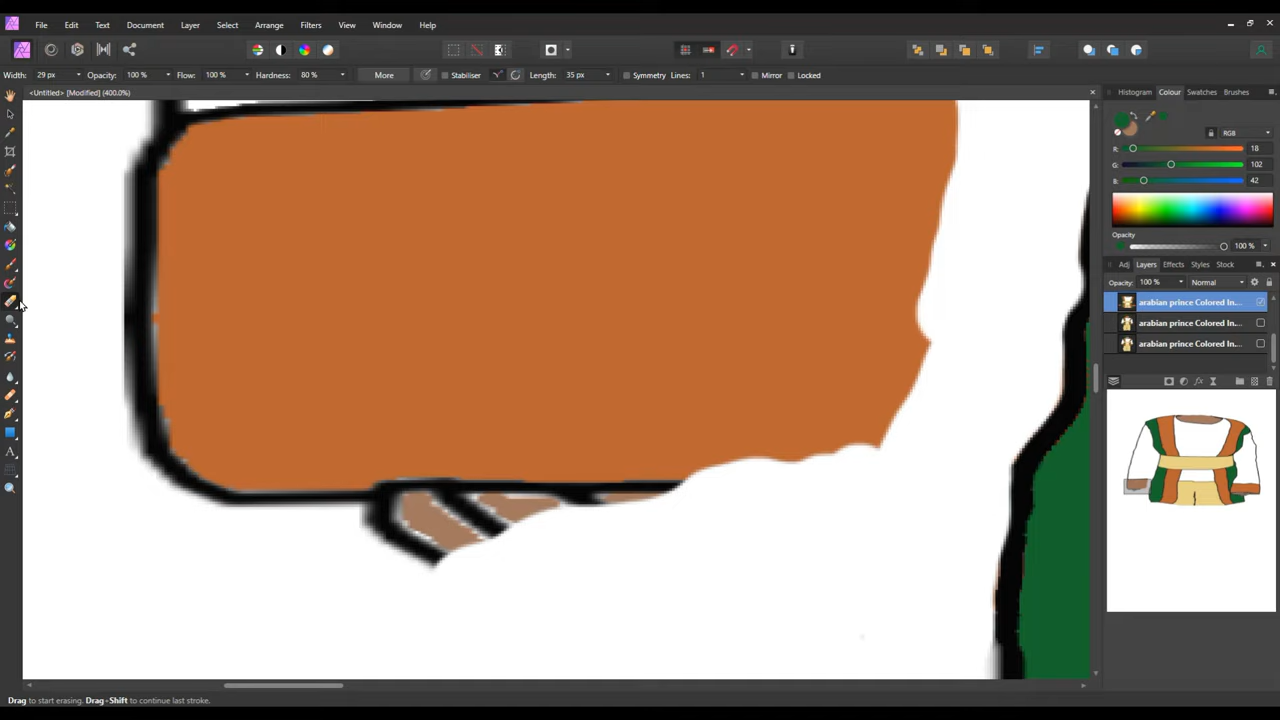 File Edit Text Document Layer Select Arrange Filters View Window Help
Width: 29 px Opacity: 100 % Flow: 100 % Hardness: 80 % More Stabiliser Length: 35 px Symmetry Lines: 1 Mirror Locked
<Untitled> [Modified] (400.0%)
Histogram Colour Swatches Brushes
RGB
R: 18
G: 102
B: 42
Opacity
100 %
Adj Layers Effects Styles Stock
Opacity: 100 % Normal
arabian prince Colored In...
arabian prince Colored In...
arabian prince Colored In...
Drag to start erasing. Drag+Shift to continue last stroke.